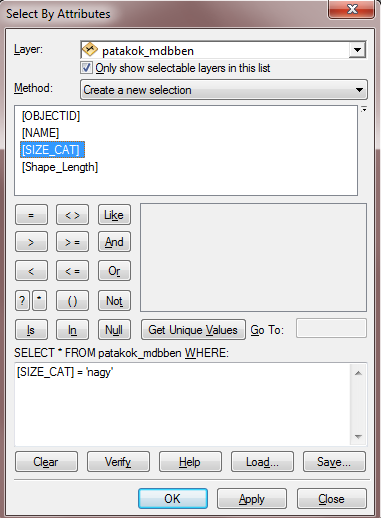 Select By Attributes
Layer: patakok_mdbben
Only show selectable layers in this list
Method: Create a new selection
[OBJECTID]
[NAME]
[SIZE_CAT]
[Shape_Length]
= < > Like
> > = And
< < = Or
? * ( ) Not
Is In Null Get Unique Values Go To:
SELECT * FROM patakok_mdbben WHERE:
[SIZE_CAT] = 'nagy'
Clear Verify Help Load... Save...
OK Apply Close